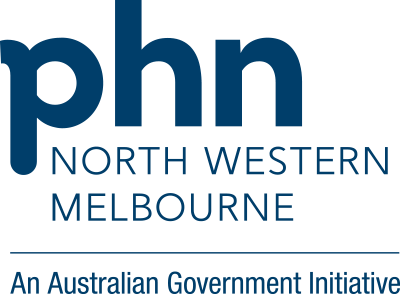 phn
NORTH WESTERN
MELBOURNE
An Australian Government Initiative